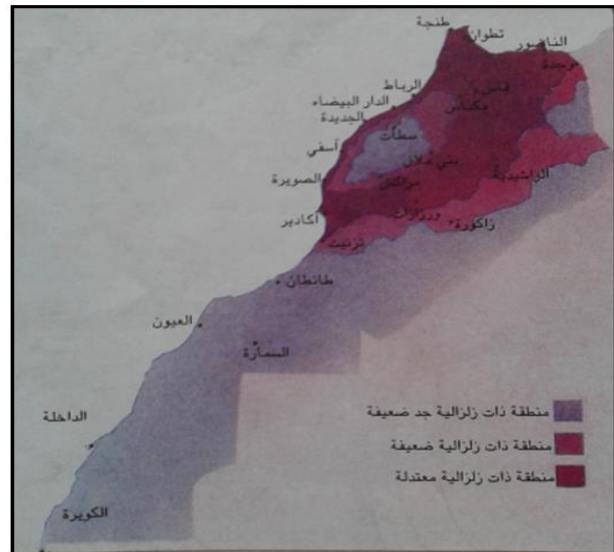 طنجة
تطوان
الناضور
وجدة
فاس
الرباط
مكناس
الدار البيضاء
الجديدة
سطات
آسفي
بني ملال
الراشيدية
الصويرة
مراكش
ورزازات
زاكورة
أكادير
تزنيت
طانطان
العيون
السمارة
الداخلة
الكويرة
منطقة ذات زلزالية جد ضعيفة
منطقة ذات زلزالية ضعيفة
منطقة ذات زلزالية معتدلة